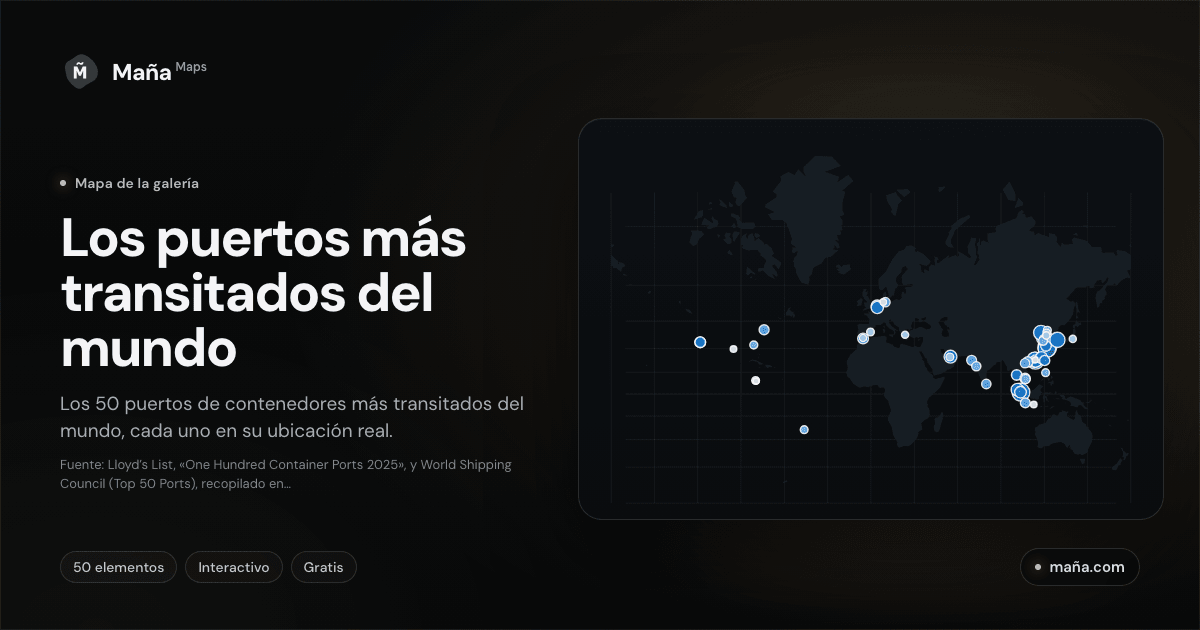 M̃
Maña Maps
Mapa de la galería
Los puertos más
transitados del
mundo
Los 50 puertos de contenedores más transitados del
mundo, cada uno en su ubicación real.
Fuente: Lloyd’s List, «One Hundred Container Ports 2025», y World Shipping
Council (Top 50 Ports), recopilado en…
50 elementos
Interactivo
Gratis
maña.com